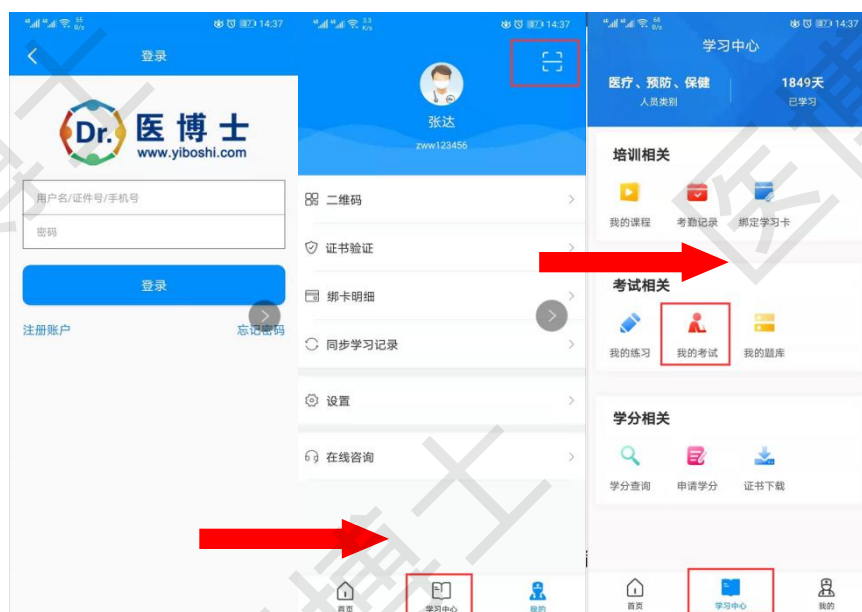 55
B/s
14:37
登录
Dr.
医博士
www.yiboshi.com
用户名/证件号/手机号
密码
登录
注册账户
忘记密码
3.3
K/s
14:37
张达
zww123456
二维码
证书验证
绑卡明细
同步学习记录
设置
在线咨询
首页
学习中心
我的
68
B/s
14:37
学习中心
医疗、预防、保健
1849天
人员类别
已学习
培训相关
我的课程
考勤记录
绑定学习卡
考试相关
我的练习
我的考试
我的题库
学分相关
学分查询
申请学分
证书下载
首页
学习中心
我的
医博士